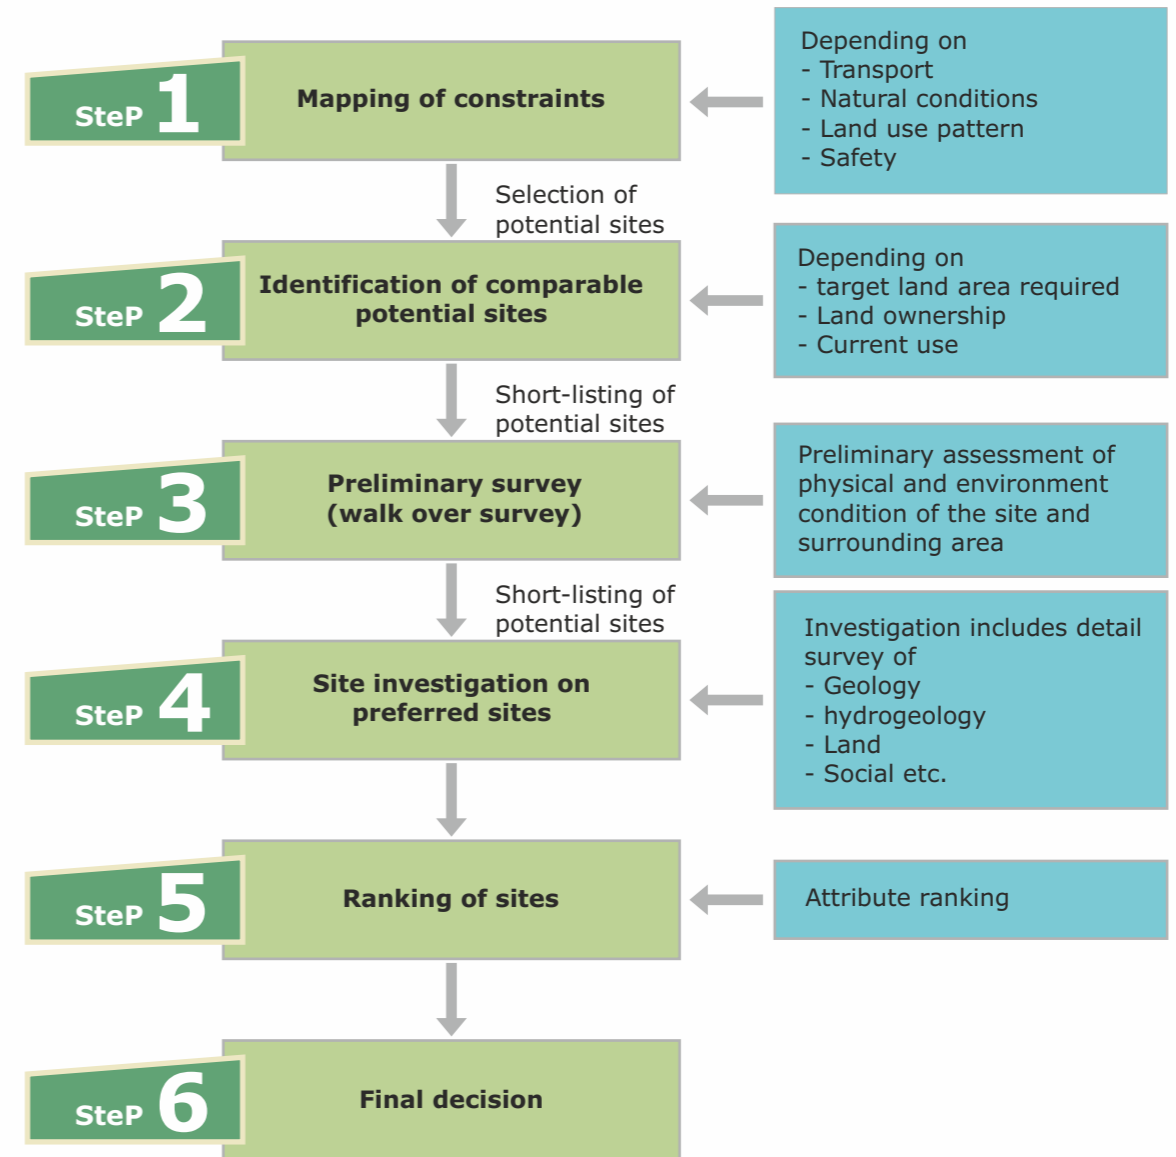 SteP 1
Mapping of constraints
Depending on
- Transport
- Natural conditions
- Land use pattern
- Safety
Selection of
potential sites
SteP 2
Identification of comparable
potential sites
Depending on
- target land area required
- Land ownership
- Current use
Short-listing of
potential sites
SteP 3
Preliminary survey
(walk over survey)
Preliminary assessment of
physical and environment
condition of the site and
surrounding area
Short-listing of
potential sites
SteP 4
Site investigation on
preferred sites
Investigation includes detail
survey of
- Geology
- hydrogeology
- Land
- Social etc.
SteP 5
Ranking of sites
Attribute ranking
SteP 6
Final decision